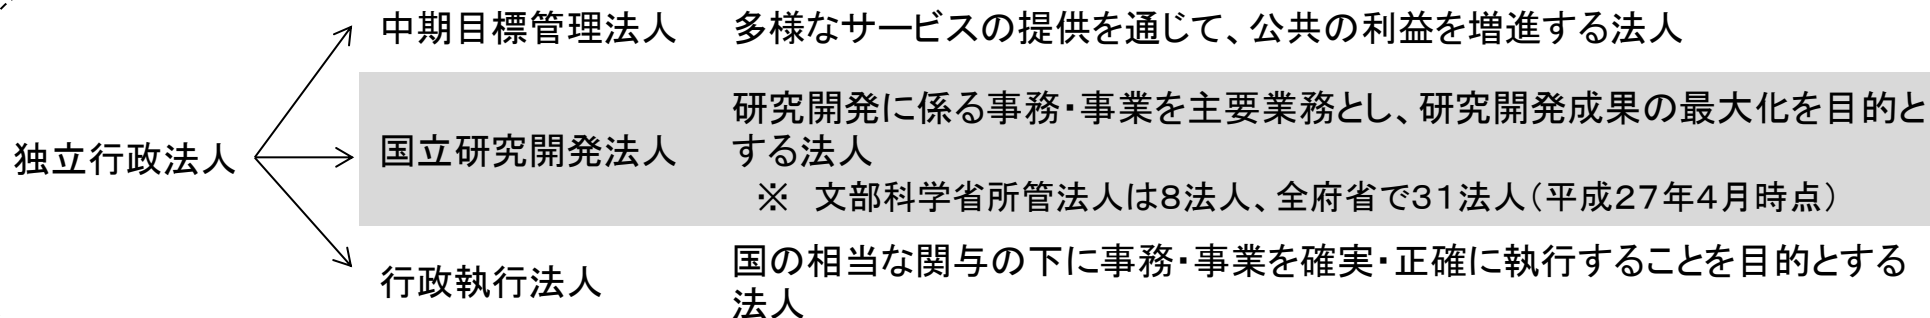 中期目標管理法人 多様なサービスの提供を通じて、公共の利益を増進する法人
独立行政法人
国立研究開発法人
研究開発に係る事務・事業を主要業務とし、研究開発成果の最大化を目的と
する法人
※ 文部科学省所管法人は8法人、全府省で31法人(平成27年4月時点)
行政執行法人
国の相当な関与の下に事務・事業を確実・正確に執行することを目的とする
法人